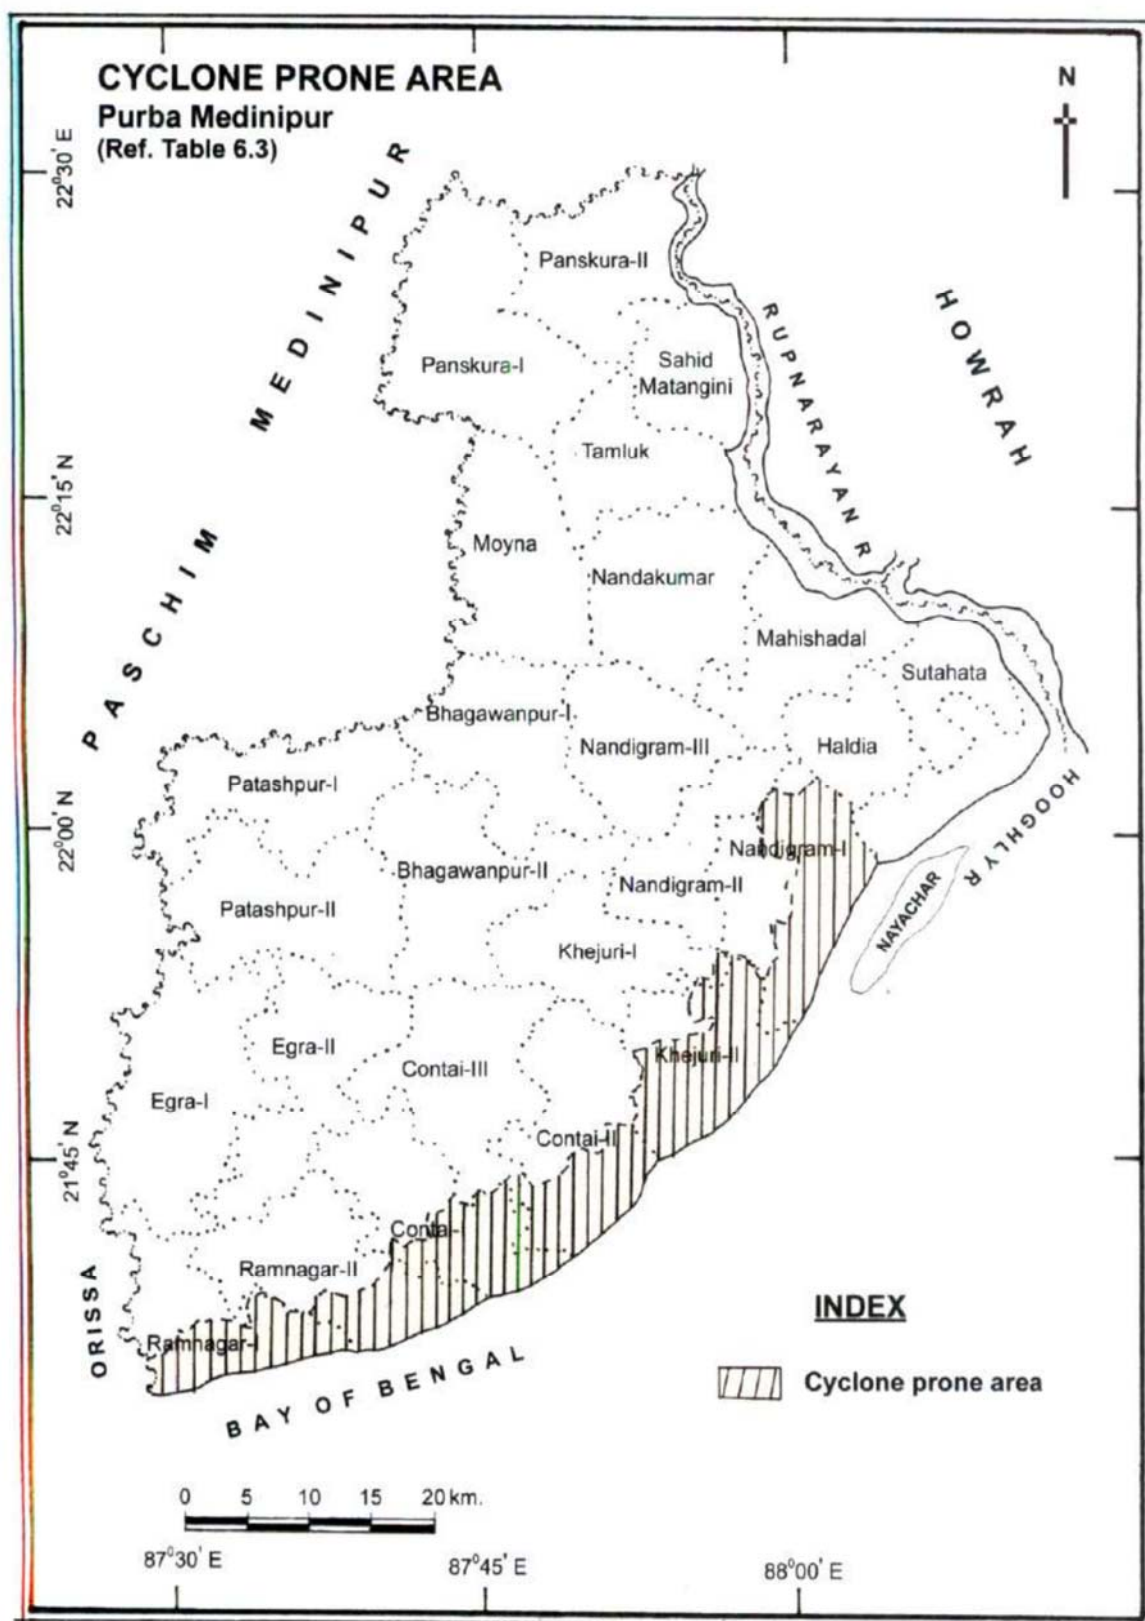 CYCLONE PRONE AREA
Purba Medinipur
(Ref. Table 6.3)
N
22°30' E
PASCHIM MEDINIPUR
HOWRAH
RUPNARAYAN R
Panskura-II
Panskura-I
Sahid
Matangini
Tamluk
22°15' N
Moyna
Nandakumar
Mahishadal
Sutahata
Bhagawanpur-I
Nandigram-III
Haldia
HOOGHLY R
Patashpur-I
22°00' N
Nandigram-I
Bhagawanpur-II
Nandigram-II
Patashpur-II
NAYACHAR
Khejuri-I
Egra-II
Khejuri-II
Contai-III
Egra-I
Contai-II
21°45' N
Contai-
Ramnagar-II
ORISSA
Ramnagar-I
BAY OF BENGAL
INDEX
Cyclone prone area
0 5 10 15 20 km.
87°30' E
87°45' E
88°00' E